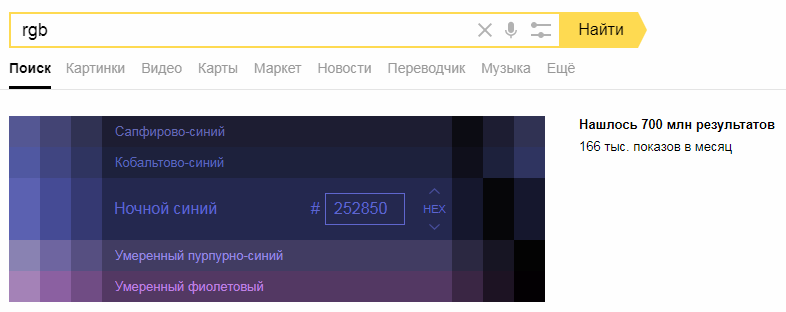 rgb Найти
Поиск Картинки Видео Карты Маркет Новости Переводчик Музыка Ещё
Сапфирово-синий
Кобальтово-синий
Ночной синий # 252850 HEX
Умеренный пурпурно-синий
Умеренный фиолетовый
Нашлось 700 млн результатов
166 тыс. показов в месяц